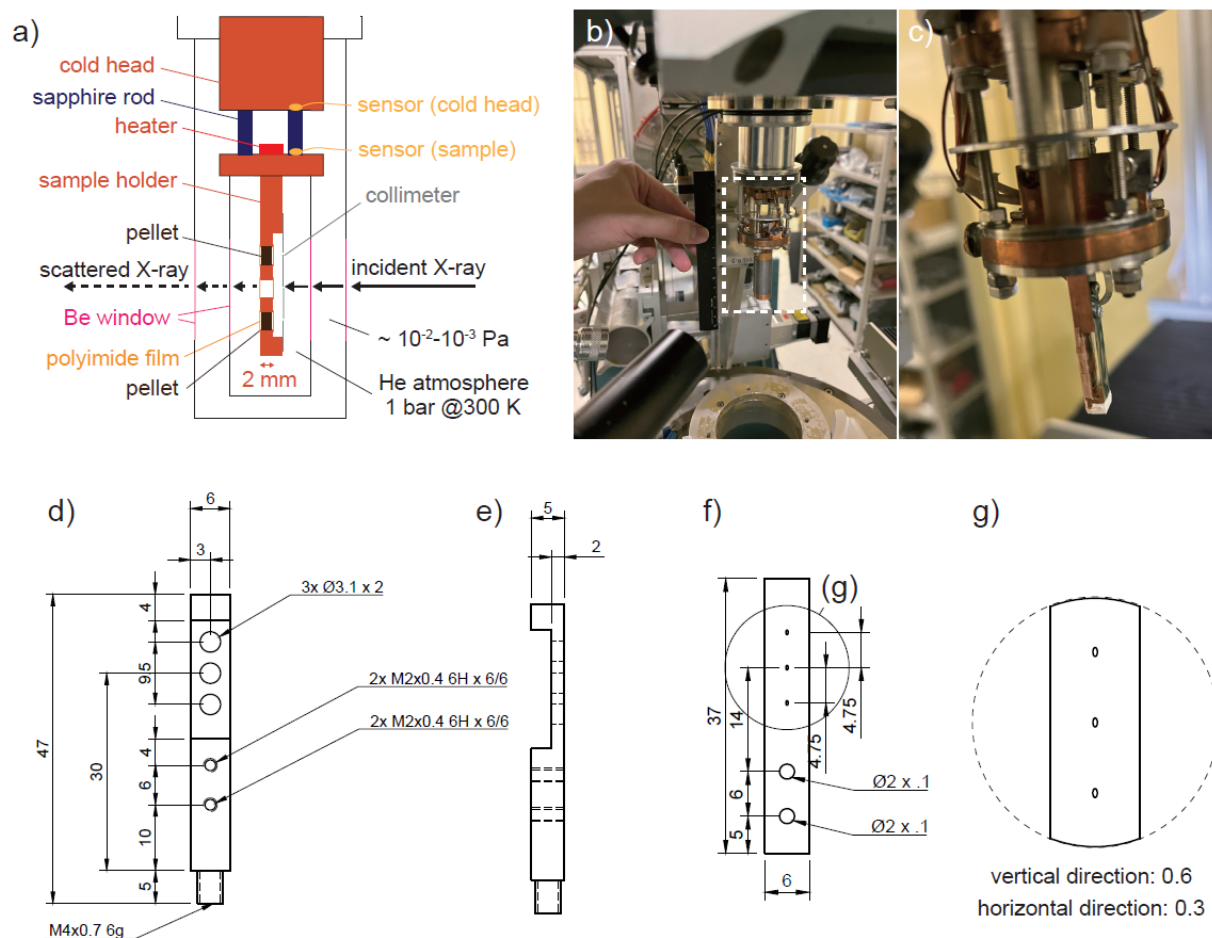 a)
cold head
sapphire rod
heater
sample holder
pellet
scattered X-ray
Be window
polyimide film
pellet
2 mm
sensor (cold head)
sensor (sample)
collimeter
incident X-ray
~ 10⁻²-10⁻³ Pa
He atmosphere
1 bar @300 K
b)
c)
d)
6
3
4
9.5
47
30
4
6
10
5
3x Ø3.1 x 2
2x M2x0.4 6H x 6/6
2x M2x0.4 6H x 6/6
M4x0.7 6g
e)
5
2
f)
(g)
37
14
4.75
4.75
6
5
Ø2 x .1
Ø2 x .1
6
g)
vertical direction: 0.6
horizontal direction: 0.3